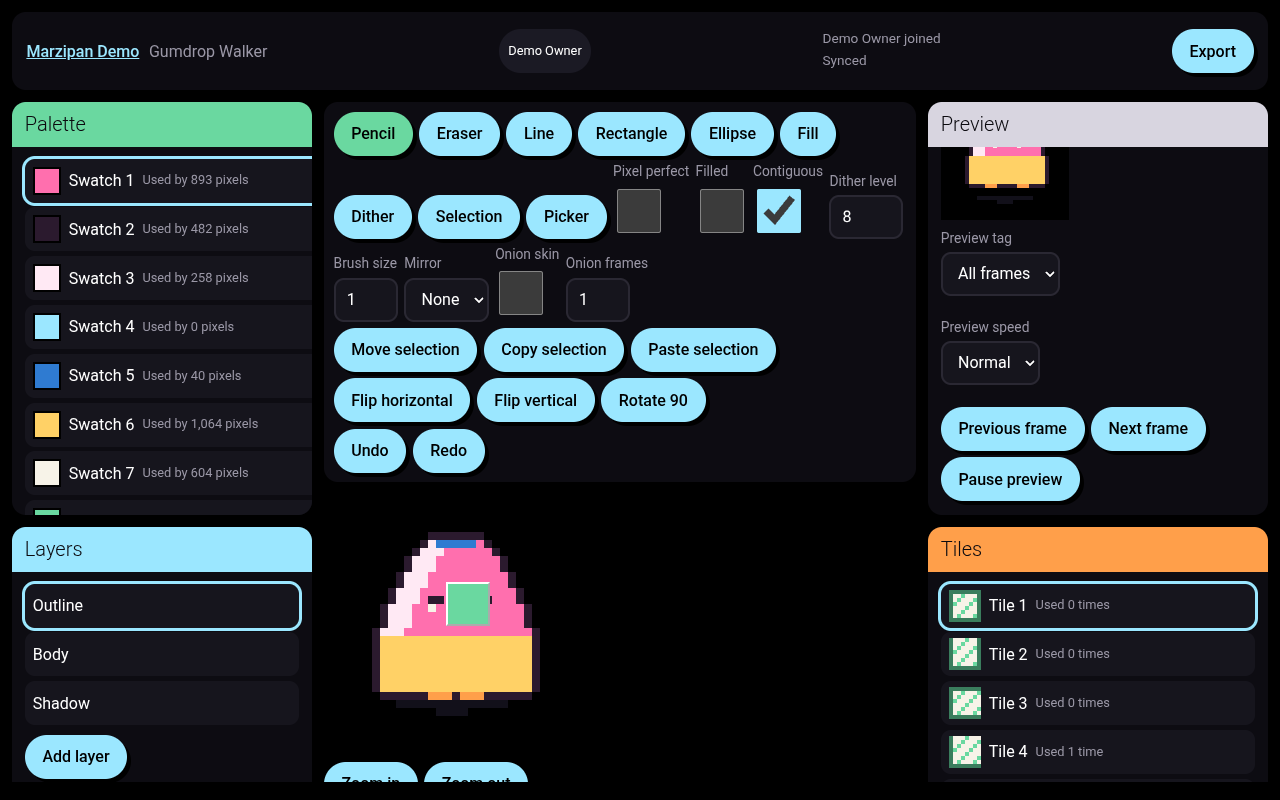 Marzipan Demo Gumdrop Walker
Demo Owner
Demo Owner joined
Synced
Export
Palette
Swatch 1 Used by 893 pixels
Swatch 2 Used by 482 pixels
Swatch 3 Used by 258 pixels
Swatch 4 Used by 0 pixels
Swatch 5 Used by 40 pixels
Swatch 6 Used by 1,064 pixels
Swatch 7 Used by 604 pixels
Layers
Outline
Body
Shadow
Add layer
Pencil Eraser Line Rectangle Ellipse Fill
Pixel perfect Filled Contiguous Dither level
Dither Selection Picker 8
Brush size Mirror Onion skin Onion frames
1 None 1
Move selection Copy selection Paste selection
Flip horizontal Flip vertical Rotate 90
Undo Redo
Zoom in Zoom out
Preview
Preview tag
All frames
Preview speed
Normal
Previous frame Next frame
Pause preview
Tiles
Tile 1 Used 0 times
Tile 2 Used 0 times
Tile 3 Used 0 times
Tile 4 Used 1 time